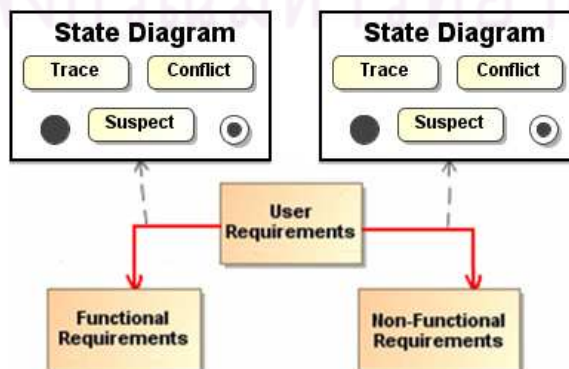 State Diagram
Trace
Conflict
Suspect
State Diagram
Trace
Conflict
Suspect
User
Requirements
Functional
Requirements
Non-Functional
Requirements